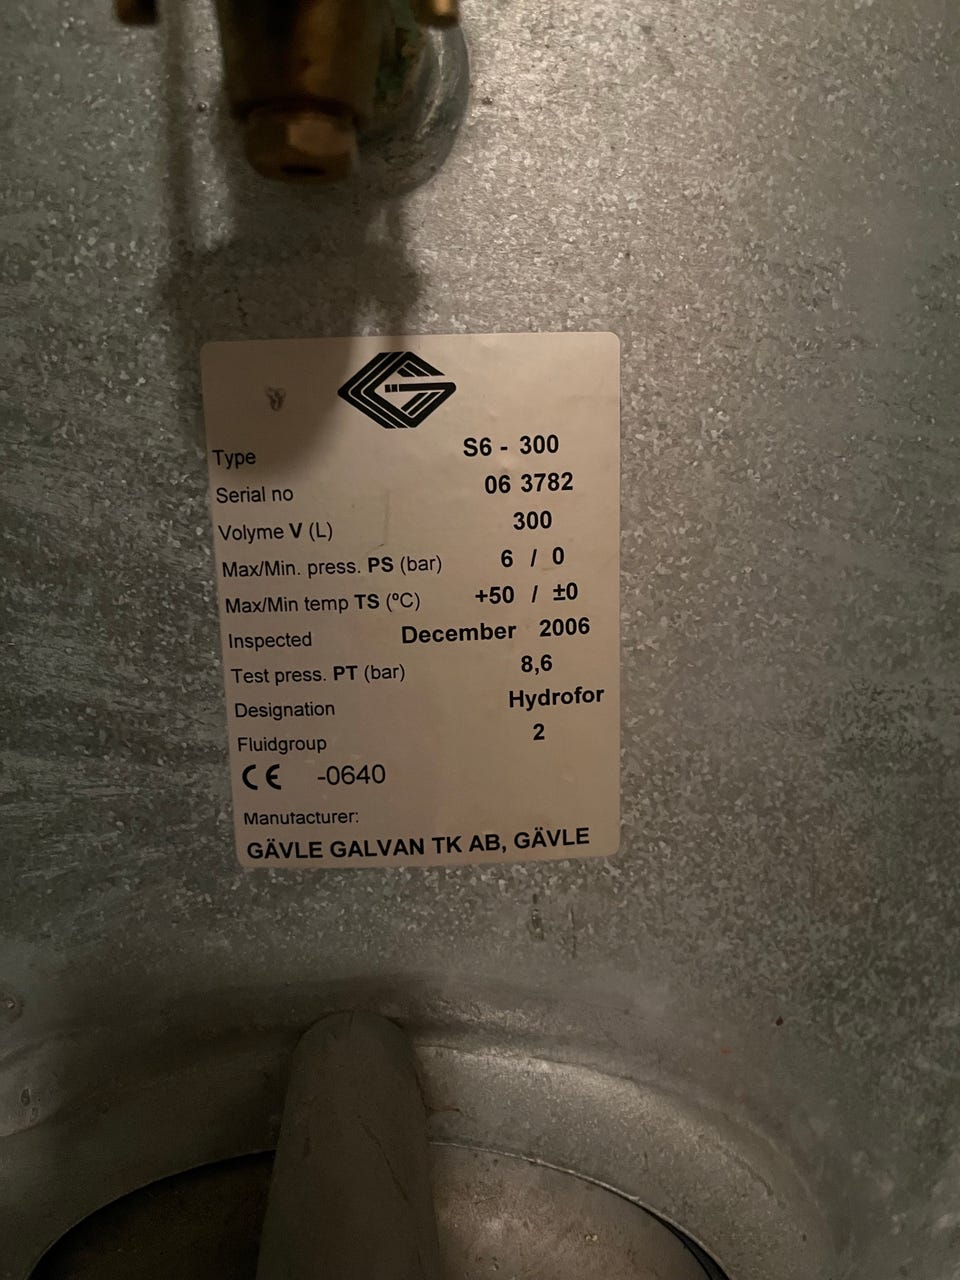 Type S6 - 300
Serial no 06 3782
Volyme V (L) 300
Max/Min. press. PS (bar) 6 / 0
Max/Min temp TS (ºC) +50 / ±0
Inspected December 2006
Test press. PT (bar) 8,6
Designation Hydrofor
Fluidgroup 2
CE -0640
Manufacturer:
GÄVLE GALVAN TK AB, GÄVLE